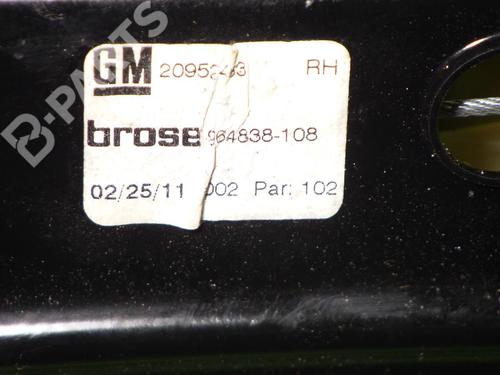 B-PARTS
GM RH
brose 964838-108
02/25/11 002 Par: 102